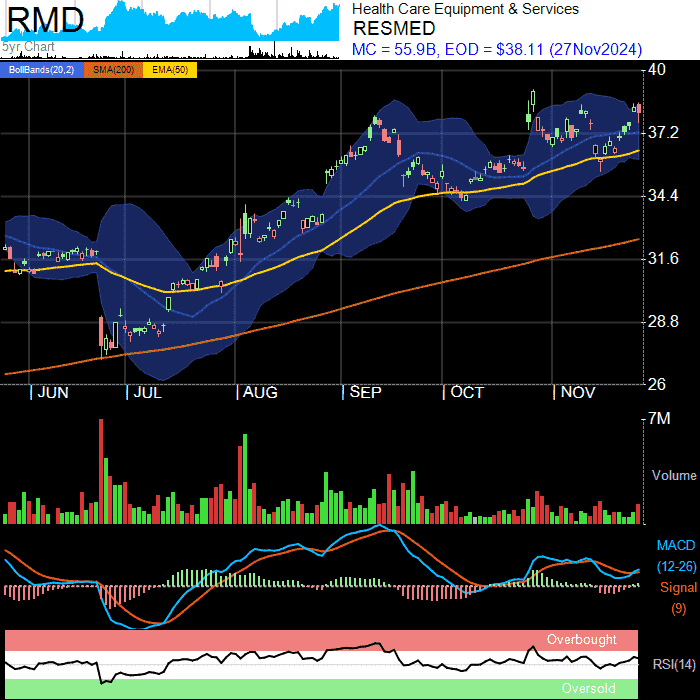 RMD
5yr Chart
Health Care Equipment & Services
RESMED
MC = 55.9B, EOD = $38.11 (27Nov2024)
BollBands(20,2) SMA(200) EMA(50)
40
37.2
34.4
31.6
28.8
26
JUN JUL AUG SEP OCT NOV
7M
Volume
MACD
(12-26)
Signal
(9)
Overbought
RSI(14)
Oversold